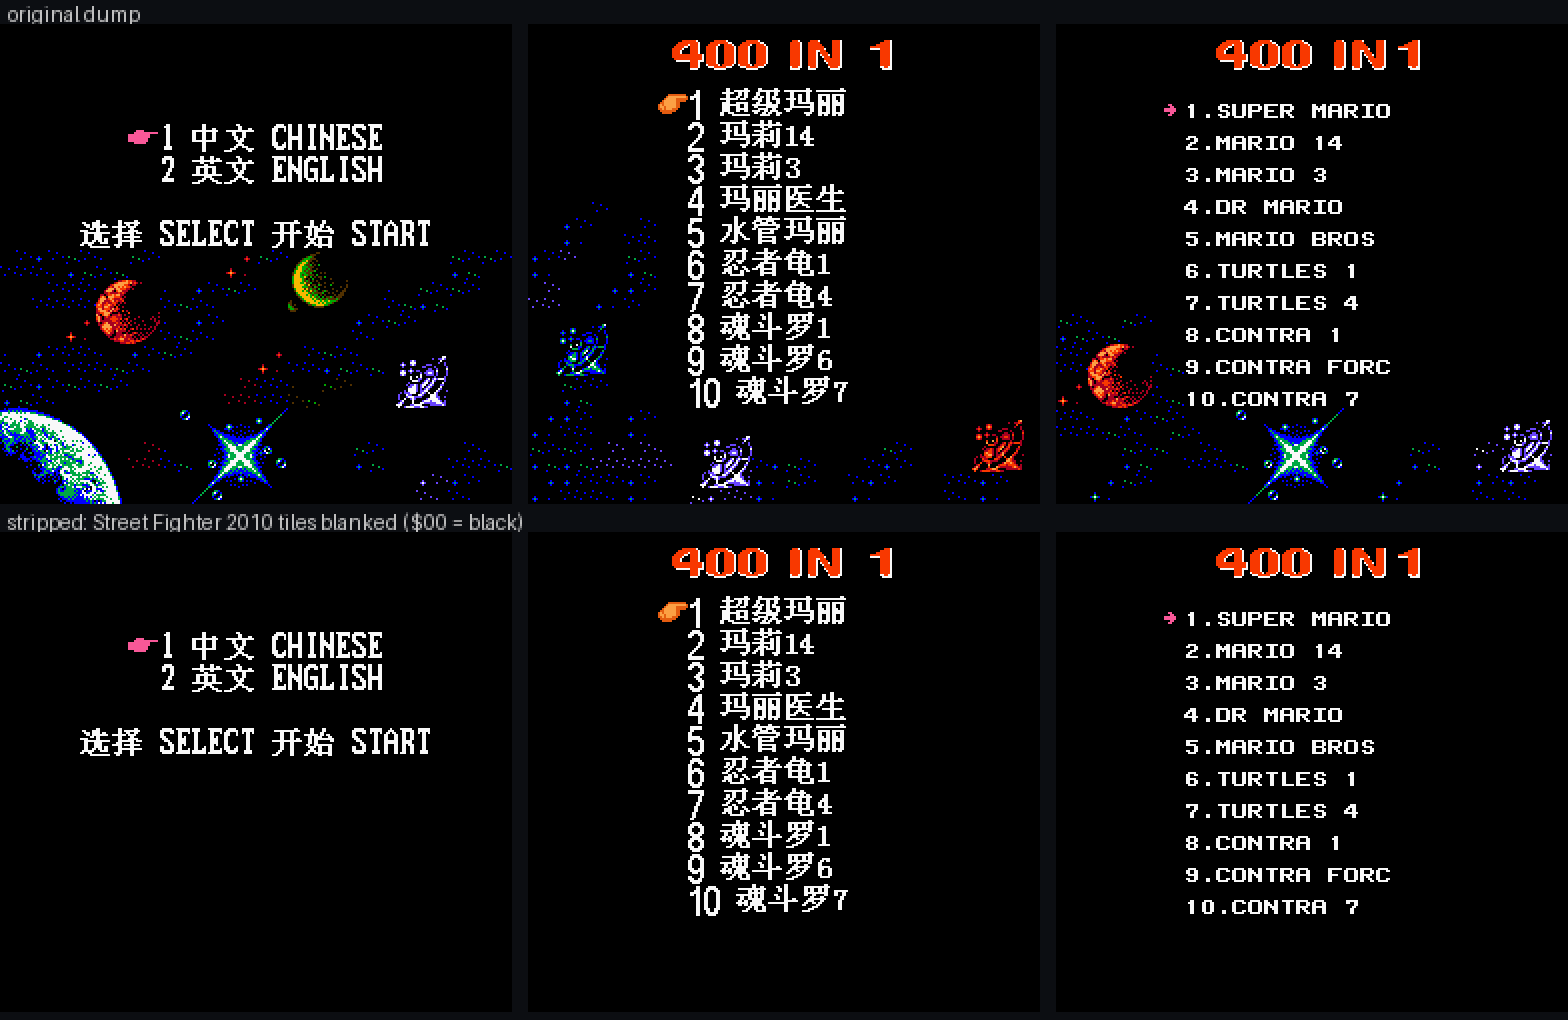 original dump
1 中文 CHINESE
2 英文 ENGLISH
选择 SELECT 开始 START
400 IN 1
1 超级玛丽
2 玛莉14
3 玛莉3
4 玛丽医生
5 水管玛丽
6 忍者龟1
7 忍者龟4
8 魂斗罗1
9 魂斗罗6
10 魂斗罗7
400 IN 1
1.SUPER MARIO
2.MARIO 14
3.MARIO 3
4.DR MARIO
5.MARIO BROS
6.TURTLES 1
7.TURTLES 4
8.CONTRA 1
9.CONTRA FORC
10.CONTRA 7
stripped: Street Fighter 2010 tiles blanked ($00 = black)
1 中文 CHINESE
2 英文 ENGLISH
选择 SELECT 开始 START
400 IN 1
1 超级玛丽
2 玛莉14
3 玛莉3
4 玛丽医生
5 水管玛丽
6 忍者龟1
7 忍者龟4
8 魂斗罗1
9 魂斗罗6
10 魂斗罗7
400 IN 1
1.SUPER MARIO
2.MARIO 14
3.MARIO 3
4.DR MARIO
5.MARIO BROS
6.TURTLES 1
7.TURTLES 4
8.CONTRA 1
9.CONTRA FORC
10.CONTRA 7